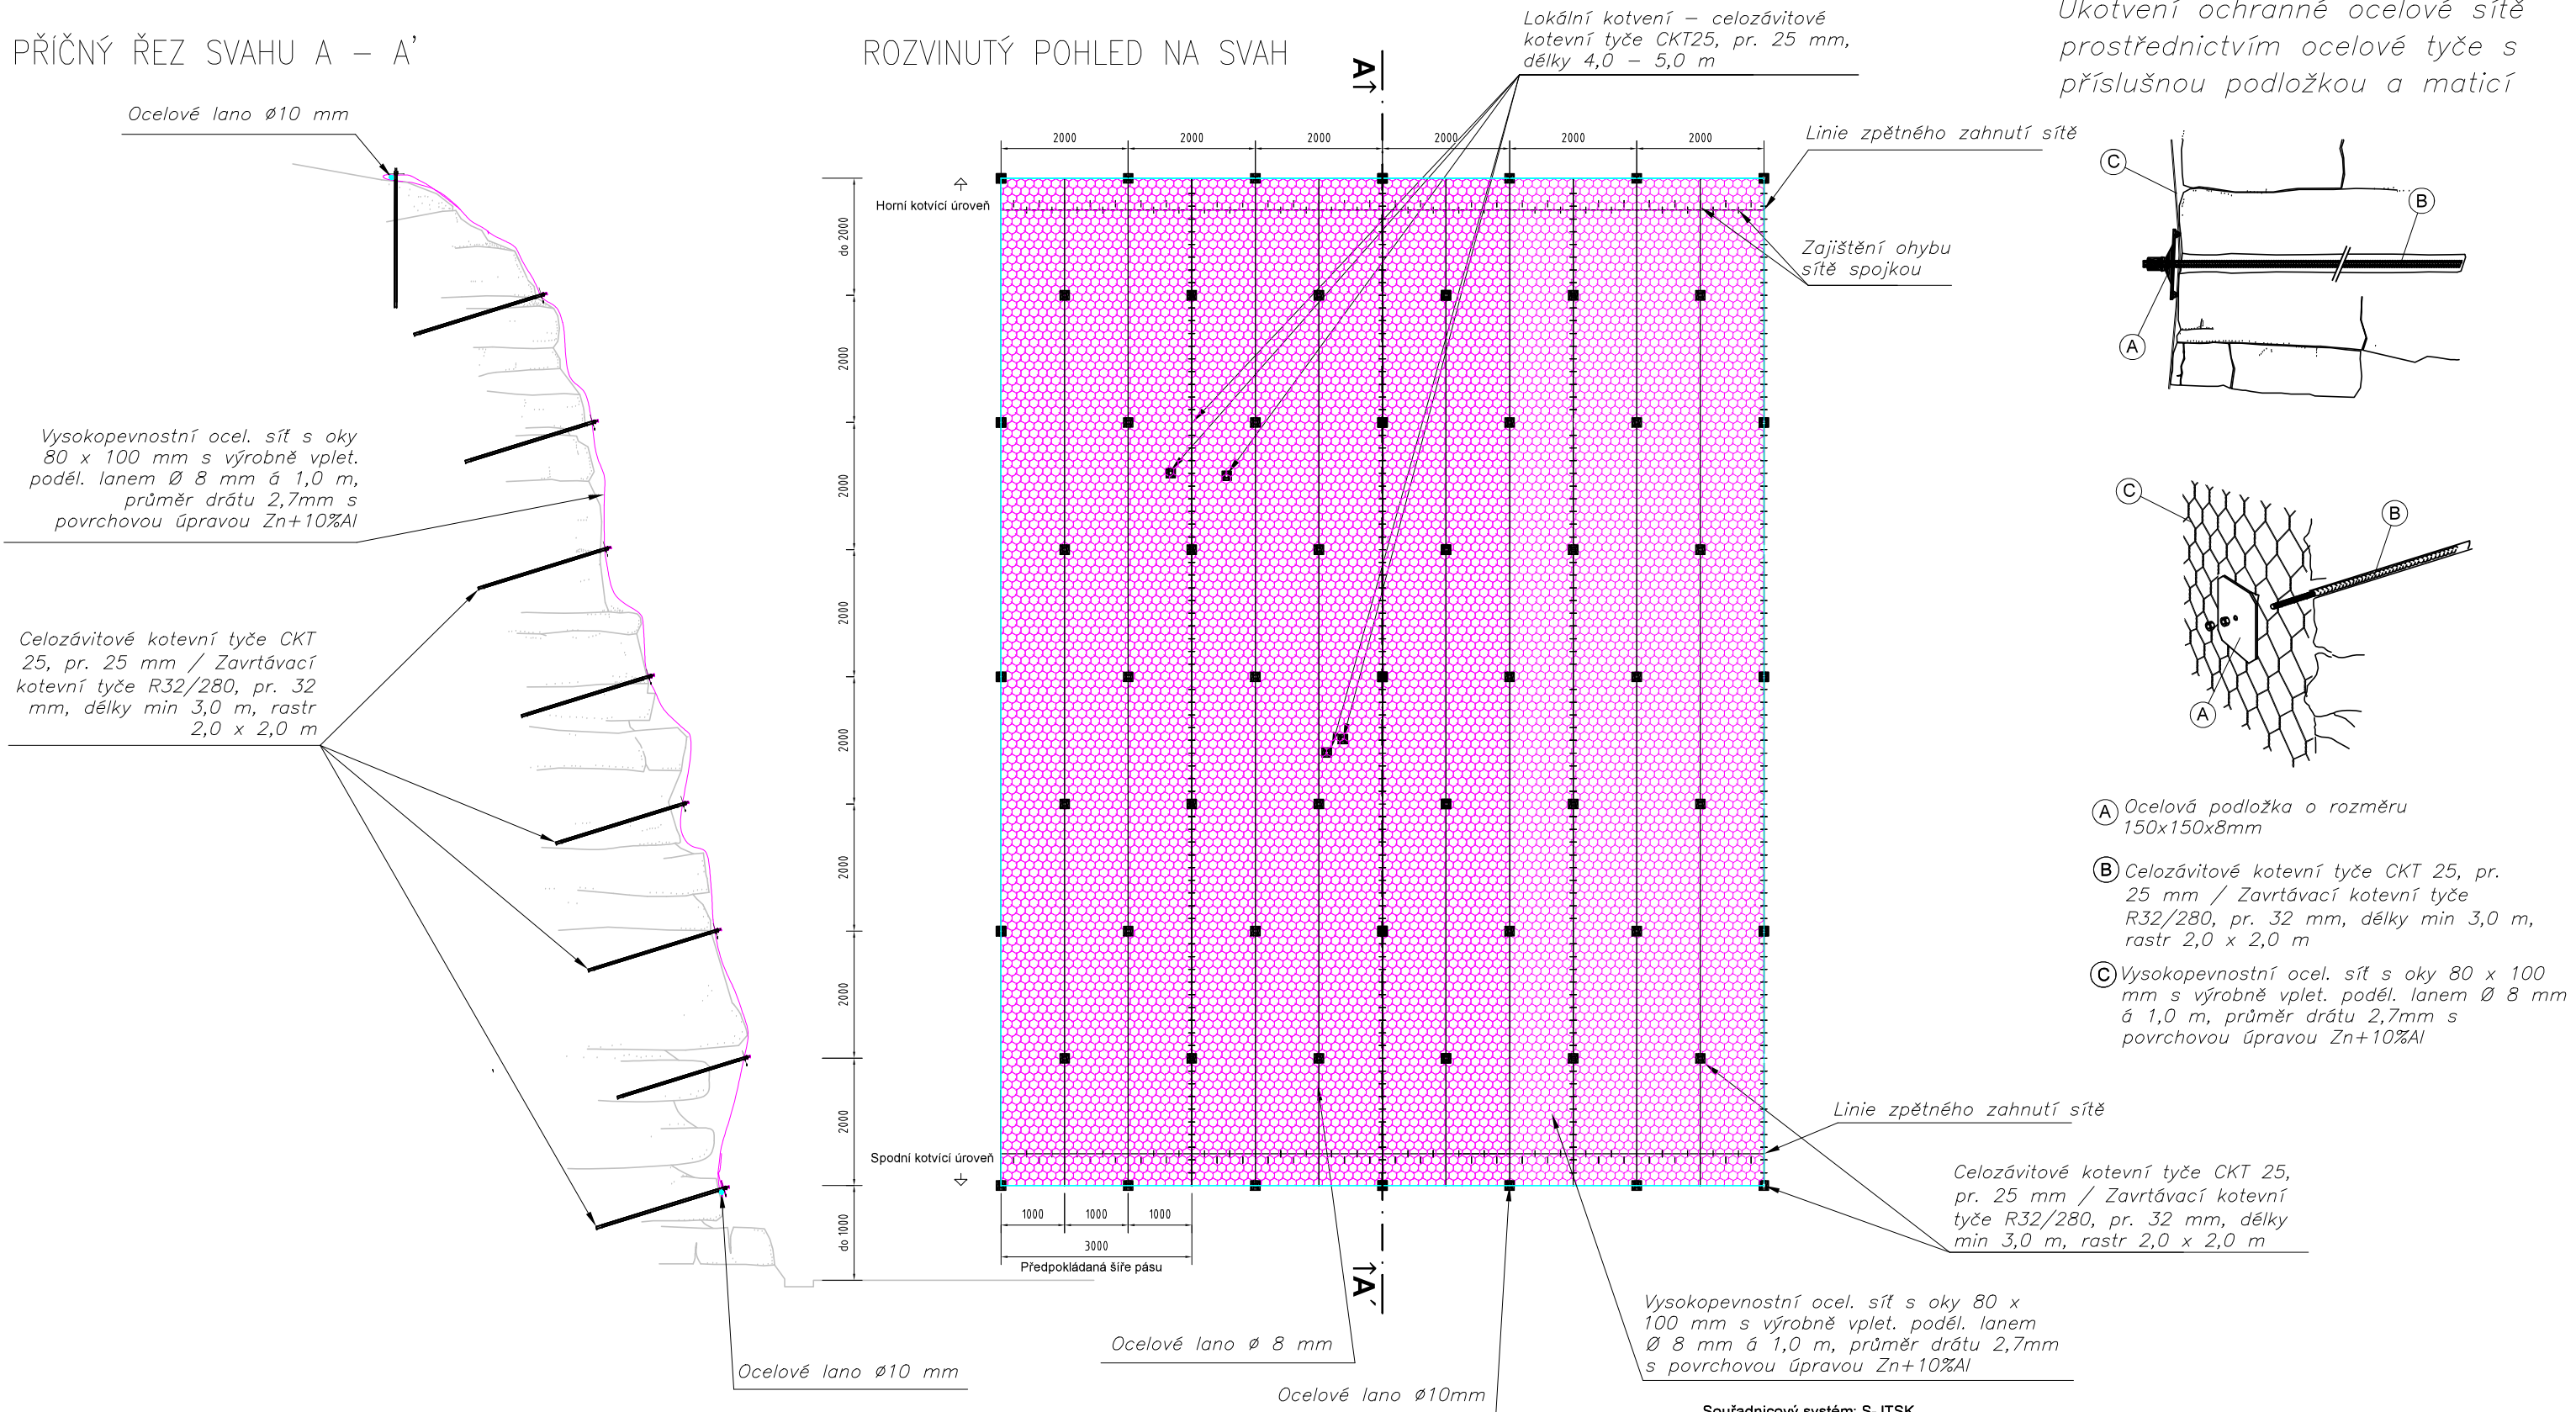 PŘÍČNÝ ŘEZ SVAHU A – A'
Ocelové lano ø10 mm
Vysokopevnostní ocel. síť s oky
80 x 100 mm s výrobně vplet.
podél. lanem Ø 8 mm á 1,0 m,
průměr drátu 2,7mm s
povrchovou úpravou Zn+10%Al
Celozávitové kotevní tyče CKT
25, pr. 25 mm / Zavrtávací
kotevní tyče R32/280, pr. 32
mm, délky min 3,0 m, rastr
2,0 x 2,0 m
Ocelové lano ø10 mm
do 2000
2000
2000
2000
2000
2000
2000
2000
do 1000
ROZVINUTÝ POHLED NA SVAH
Lokální kotvení – celozávitové
kotevní tyče CKT25, pr. 25 mm,
délky 4,0 – 5,0 m
A
2000 2000 2000 2000 2000 2000
Linie zpětného zahnutí sítě
Horní kotvící úroveň
Zajištění ohybu
sítě spojkou
Spodní kotvící úroveň
1000 1000 1000
3000
Předpokládaná šíře pásu
A´
Linie zpětného zahnutí sítě
Celozávitové kotevní tyče CKT 25,
pr. 25 mm / Zavrtávací kotevní
tyče R32/280, pr. 32 mm, délky
min 3,0 m, rastr 2,0 x 2,0 m
Vysokopevnostní ocel. síť s oky 80 x
100 mm s výrobně vplet. podél. lanem
Ø 8 mm á 1,0 m, průměr drátu 2,7mm
s povrchovou úpravou Zn+10%Al
Ocelové lano ø 8 mm
Ocelové lano ø10mm
Souřadnicový systém: S-JTSK
Ukotvení ochranné ocelové sítě
prostřednictvím ocelové tyče s
příslušnou podložkou a maticí
C
B
A
C
B
A
A Ocelová podložka o rozměru
150x150x8mm
B Celozávitové kotevní tyče CKT 25, pr.
25 mm / Zavrtávací kotevní tyče
R32/280, pr. 32 mm, délky min 3,0 m,
rastr 2,0 x 2,0 m
C Vysokopevnostní ocel. síť s oky 80 x 100
mm s výrobně vplet. podél. lanem Ø 8 mm
á 1,0 m, průměr drátu 2,7mm s
povrchovou úpravou Zn+10%Al